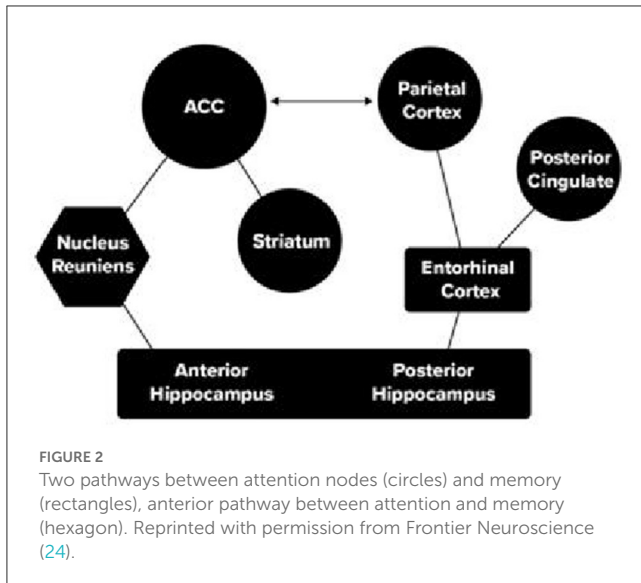 ACC
Parietal
Cortex
Posterior
Cingulate
Nucleus
Reuniens
Striatum
Entorhinal
Cortex
Anterior
Hippocampus
Posterior
Hippocampus
FIGURE 2
Two pathways between attention nodes (circles) and memory
(rectangles), anterior pathway between attention and memory
(hexagon). Reprinted with permission from Frontier Neuroscience
(24).